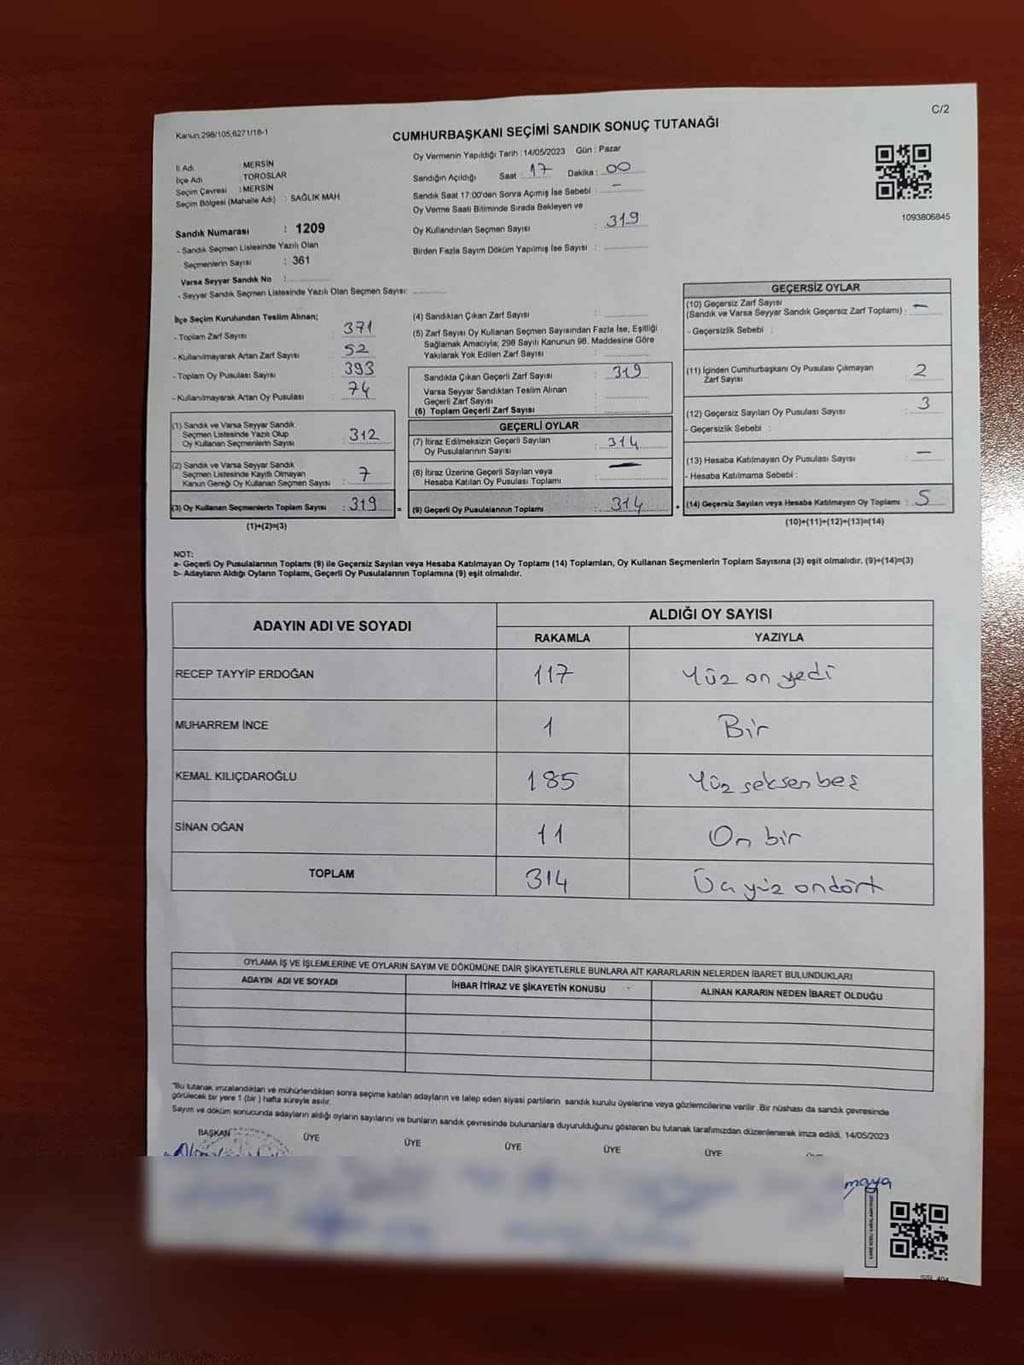 C/2
Kanun:298/105,6271/18-1
CUMHURBAŞKANI SEÇİMİ SANDIK SONUÇ TUTANAĞI
Oy Vermenin Yapıldığı Tarih : 14/05/2023 Gün : Pazar
İl Adı : MERSİN
İlçe Adı : TOROSLAR
Seçim Çevresi : MERSİN
Seçim Bölgesi (Mahalle Adı) : SAĞLIK MAH
Sandık Numarası : 1209
- Sandık Seçmen Listesinde Yazılı Olan
Seçmenlerin Sayısı : 361
Varsa Seyyar Sandık No :
- Seyyar Sandık Seçmen Listesinde Yazılı Olan Seçmen Sayısı:
Sandığın Açıldığı Saat : 17 Dakika : 00
Sandık Saat 17:00'den Sonra Açımış İse Sebebi : -
Oy Verme Saati Bitiminde Sırada Bekleyen ve
Oy Kullandırılan Seçmen Sayısı : 319
Birden Fazla Sayım Döküm Yapılmış İse Sayısı :
1093806845
İlçe Seçim Kurulundan Teslim Alınan;
- Toplam Zarf Sayısı : 371
- Kullanılmayarak Artan Zarf Sayısı : 52
- Toplam Oy Pusulası Sayısı : 393
- Kullanılmayarak Artan Oy Pusulası : 74
(1) Sandık ve Varsa Seyyar Sandık
Seçmen Listesinde Yazılı Olup
Oy Kullanan Seçmenlerin Sayısı : 312
(2) Sandık ve Varsa Seyyar Sandık
Seçmen Listesinde Kayıtlı Olmayan
Kanun Gereği Oy Kullanan Seçmen Sayısı : 7
(3) Oy Kullanan Seçmenlerin Toplam Sayısı : 319
(1)+(2)=(3)
(4) Sandıktan Çıkan Zarf Sayısı :
(5) Zarf Sayısı Oy Kullanan Seçmen Sayısından Fazla İse, Eşitliği
Sağlamak Amacıyla; 298 Sayılı Kanunun 98. Maddesine Göre
Yakılarak Yok Edilen Zarf Sayısı :
Sandıkta Çıkan Geçerli Zarf Sayısı : 319
Varsa Seyyar Sandıktan Teslim Alınan
Geçerli Zarf Sayısı :
(6) Toplam Geçerli Zarf Sayısı :
GEÇERLİ OYLAR
(7) İtiraz Edilmeksizin Geçerli Sayılan
Oy Pusulalarının Sayısı : 314
(8) İtiraz Üzerine Geçerli Sayılan veya
Hesaba Katılan Oy Pusulası Toplamı : -
(9) Geçerli Oy Pusulalarının Toplamı : 314
GEÇERSİZ OYLAR
(10) Geçersiz Zarf Sayısı
(Sandık ve Varsa Seyyar Sandık Geçersiz Zarf Toplamı) : -
- Geçersizlik Sebebi :
(11) İçinden Cumhurbaşkanı Oy Pusulası Çıkmayan
Zarf Sayısı : 2
(12) Geçersiz Sayılan Oy Pusulası Sayısı : 3
- Geçersizlik Sebebi :
(13) Hesaba Katılmayan Oy Pusulası Sayısı : -
- Hesaba Katılmama Sebebi :
(14) Geçersiz Sayılan veya Hesaba Katılmayan Oy Toplamı : 5
(10)+(11)+(12)+(13)=(14)
NOT:
a- Geçerli Oy Pusulalarının Toplamı (9) ile Geçersiz Sayılan veya Hesaba Katılmayan Oy Toplamı (14) Toplamları, Oy Kullanan Seçmenlerin Toplam Sayısına (3) eşit olmalıdır. (9)+(14)=(3)
b- Adayların Aldığı Oyların Toplamı, Geçerli Oy Pusulalarının Toplamına (9) eşit olmalıdır.
ADAYIN ADI VE SOYADI ALDIĞI OY SAYISI
RAKAMLA YAZIYLA
RECEP TAYYİP ERDOĞAN 117 Yüz on yedi
MUHARREM İNCE 1 Bir
KEMAL KILIÇDAROĞLU 185 Yüz seksen beş
SİNAN OĞAN 11 On bir
TOPLAM 314 Üç yüz ondört
OYLAMA İŞ VE İŞLEMLERİNE VE OYLARIN SAYIM VE DÖKÜMÜNE DAİR ŞİKAYETLERLE BUNLARA AİT KARARLARIN NELERDEN İBARET BULUNDUKLARI
ADAYIN ADI VE SOYADI İHBAR İTİRAZ VE ŞİKAYETİN KONUSU ALINAN KARARIN NEDEN İBARET OLDUĞU
*Bu tutanak imzalandıktan ve mühürlendikten sonra seçime katılan adayların ve talep eden siyasi partilerin sandık kurulu üyelerine veya gözlemcilerine verilir .Bir nüshası da sandık çevresinde
görülecek bir yere 1 (bir ) hafta süreyle asılır.
Sayım ve döküm sonucunda adayların aldığı oyların sayılarını ve bunların sandık çevresinde bulunanlara duyurulduğunu gösteren bu tutanak tarafımızdan düzenlenerek imza edildi. 14/05/2023
BAŞKAN ÜYE ÜYE ÜYE ÜYE ÜYE